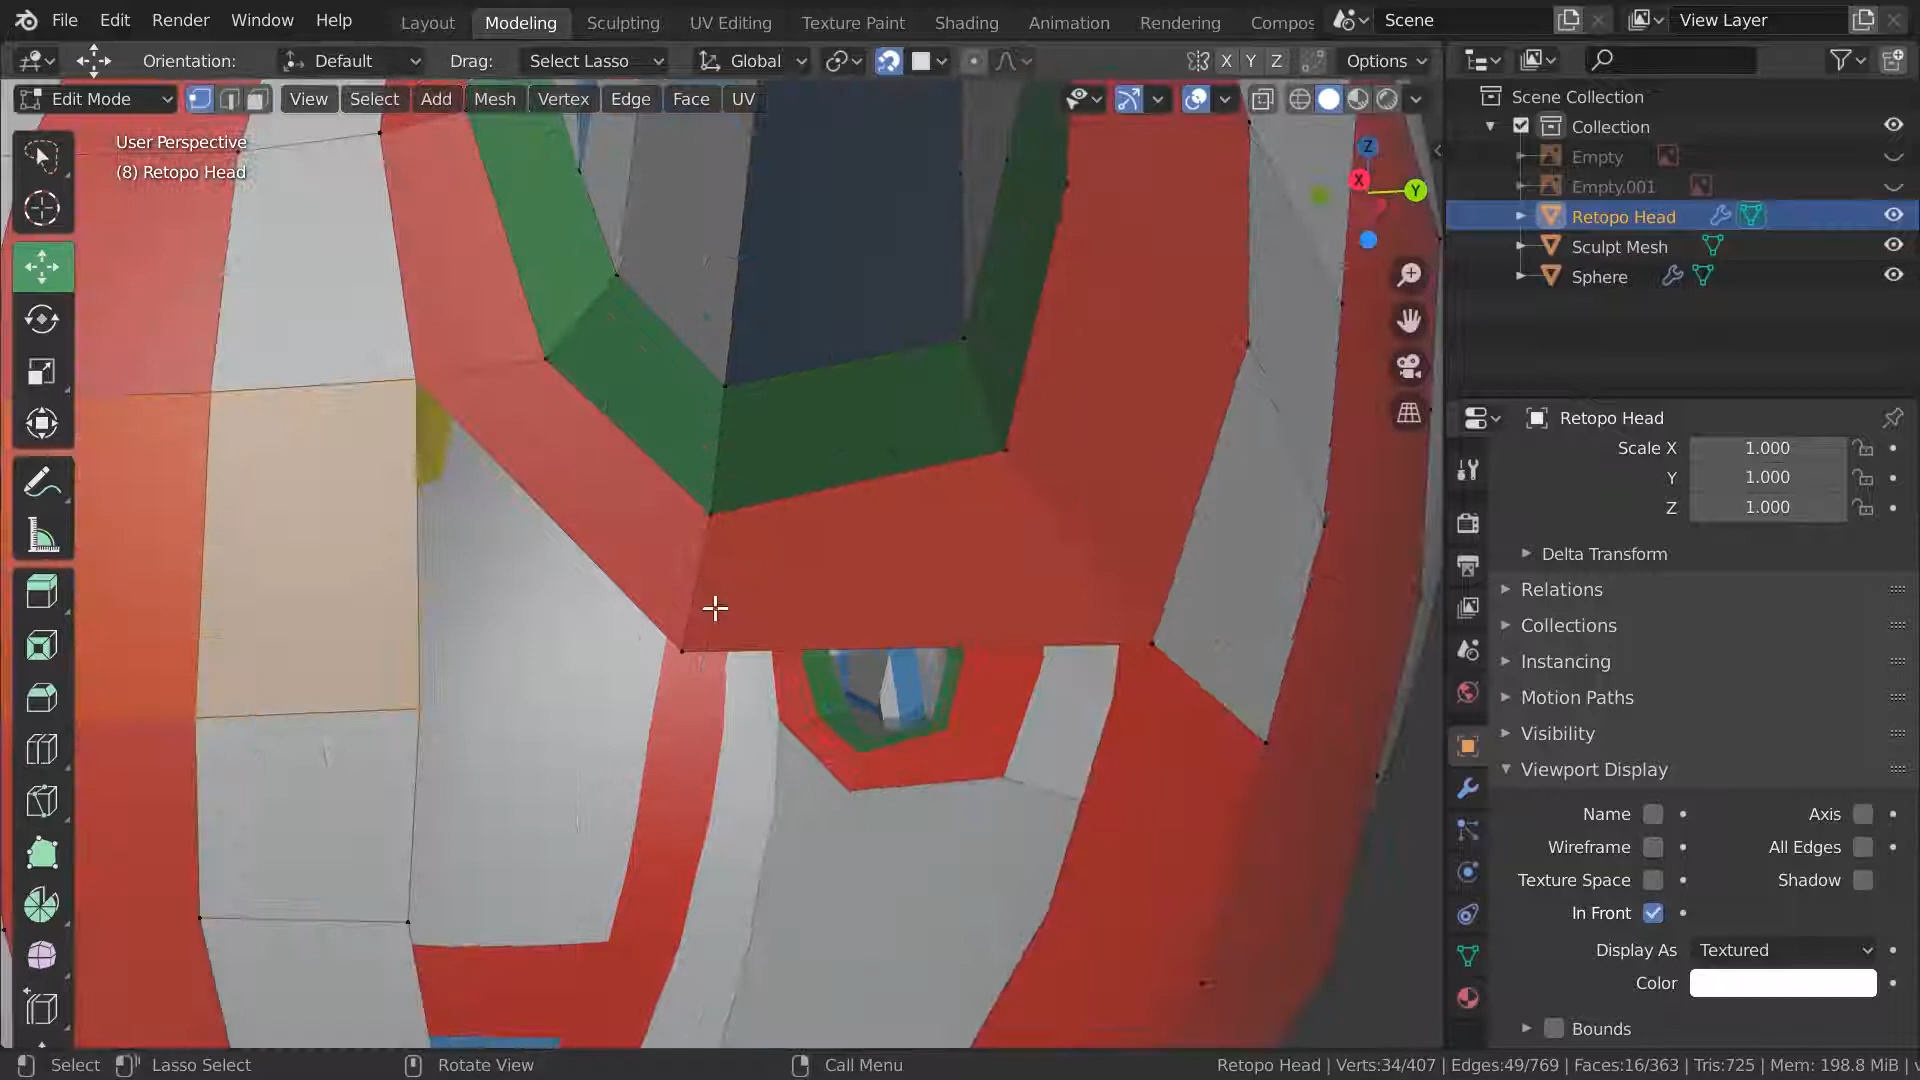 File Edit Render Window Help Layout Modeling Sculpting UV Editing Texture Paint Shading Animation Rendering Compos Scene View Layer
Orientation: Default Drag: Select Lasso Global X Y Z Options
Edit Mode View Select Add Mesh Vertex Edge Face UV
User Perspective
(8) Retopo Head
Z
X
Y
Scene Collection
Collection
Empty
Empty.001
Retopo Head
Sculpt Mesh
Sphere
Retopo Head
Scale X 1.000
Y 1.000
Z 1.000
Delta Transform
Relations
Collections
Instancing
Motion Paths
Visibility
Viewport Display
Name Axis
Wireframe All Edges
Texture Space Shadow
In Front
Display As Textured
Color
Bounds
Select Lasso Select Rotate View Call Menu Retopo Head | Verts:34/407 | Edges:49/769 | Faces:16/363 | Tris:725 | Mem: 198.8 MiB | v